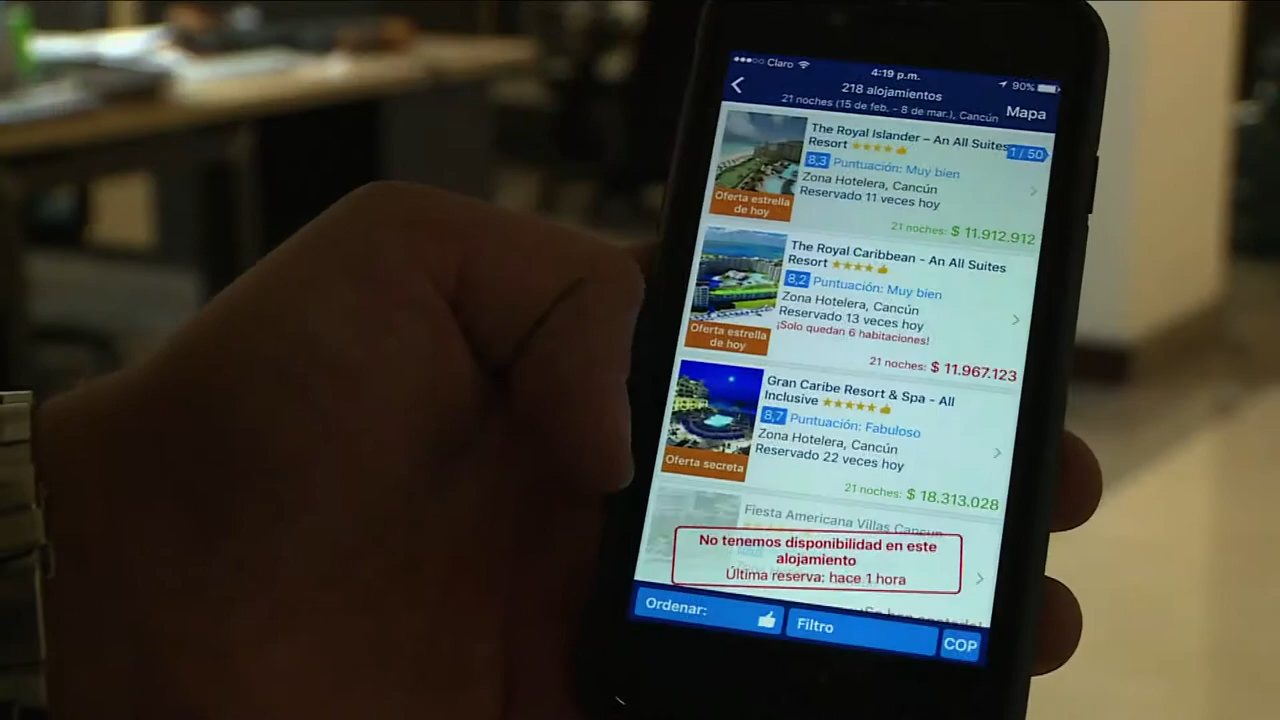 Claro
4:19 p.m.
90%
218 alojamientos
21 noches (15 de feb. - 8 de mar.), Cancún
Mapa
The Royal Islander – An All Suites
Resort
1 / 50
8,3 Puntuación: Muy bien
Zona Hotelera, Cancún
Reservado 11 veces hoy
Oferta estrella
de hoy
21 noches: $ 11.912.912
The Royal Caribbean - An All Suites
Resort
8,2 Puntuación: Muy bien
Zona Hotelera, Cancún
Reservado 13 veces hoy
¡Solo quedan 6 habitaciones!
Oferta estrella
de hoy
21 noches: $ 11.967.123
Gran Caribe Resort & Spa - All
Inclusive
8,7 Puntuación: Fabuloso
Zona Hotelera, Cancún
Reservado 22 veces hoy
Oferta secreta
21 noches: $ 18.313.028
Fiesta Americana Villas Cancun
No tenemos disponibilidad en este
alojamiento
Última reserva: hace 1 hora
Ordenar:
Filtro
COP